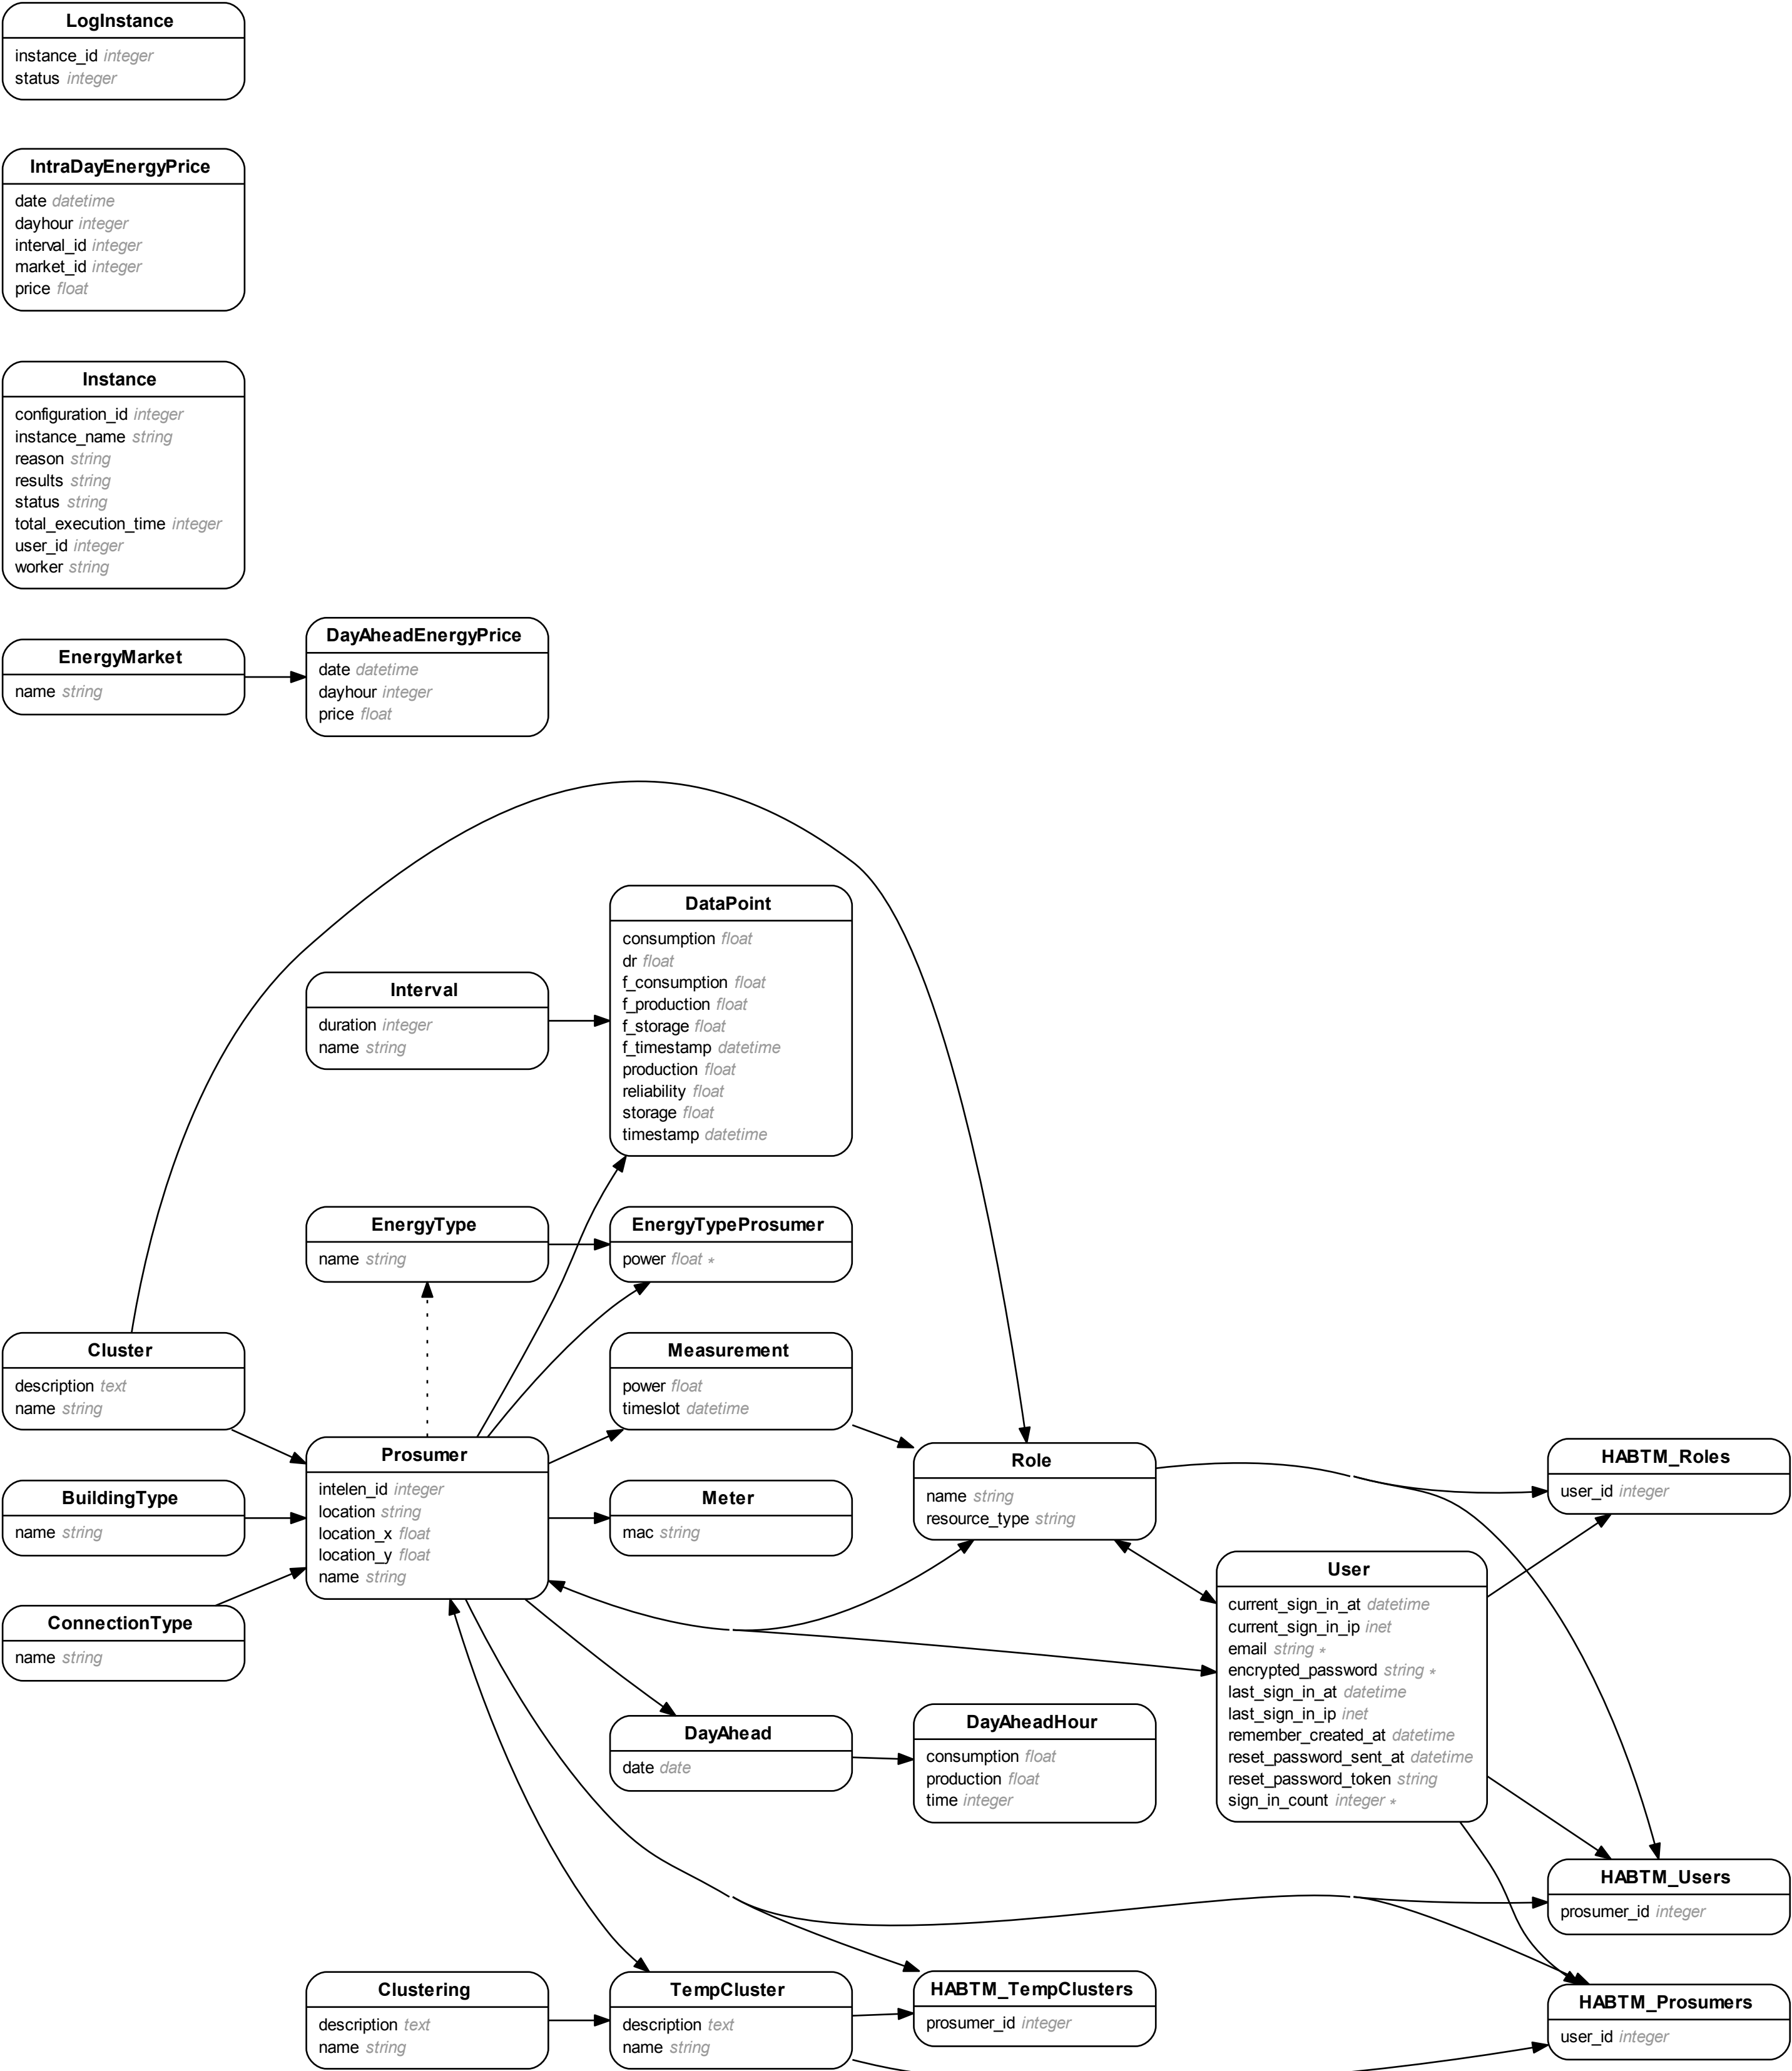 LogInstance
instance_id integer
status integer
IntraDayEnergyPrice
date datetime
dayhour integer
interval_id integer
market_id integer
price float
Instance
configuration_id integer
instance_name string
reason string
results string
status string
total_execution_time integer
user_id integer
worker string
EnergyMarket
name string
DayAheadEnergyPrice
date datetime
dayhour integer
price float
DataPoint
consumption float
dr float
f_consumption float
f_production float
f_storage float
f_timestamp datetime
production float
reliability float
storage float
timestamp datetime
Interval
duration integer
name string
EnergyType
name string
EnergyTypeProsumer
power float *
Cluster
description text
name string
Measurement
power float
timeslot datetime
Prosumer
intelen_id integer
location string
location_x float
location_y float
name string
BuildingType
name string
Meter
mac string
Role
name string
resource_type string
HABTM_Roles
user_id integer
ConnectionType
name string
User
current_sign_in_at datetime
current_sign_in_ip inet
email string *
encrypted_password string *
last_sign_in_at datetime
last_sign_in_ip inet
remember_created_at datetime
reset_password_sent_at datetime
reset_password_token string
sign_in_count integer *
DayAhead
date date
DayAheadHour
consumption float
production float
time integer
HABTM_Users
prosumer_id integer
Clustering
description text
name string
TempCluster
description text
name string
HABTM_TempClusters
prosumer_id integer
HABTM_Prosumers
user_id integer